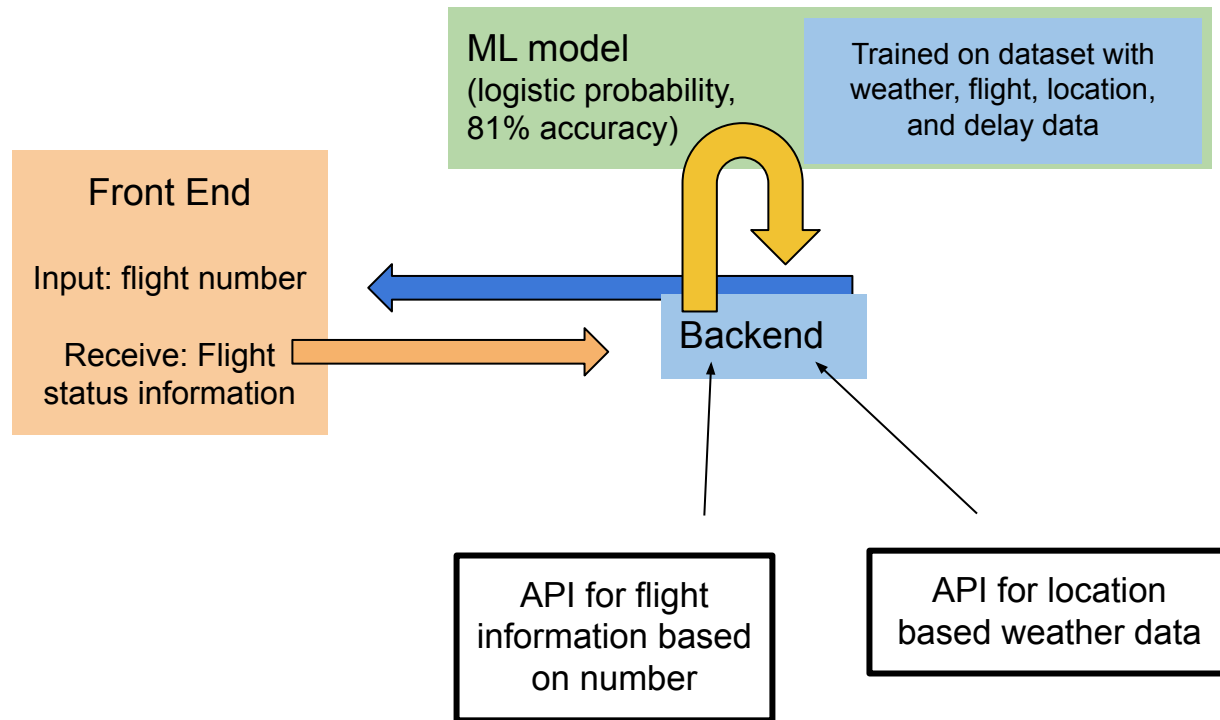 ML model
(logistic probability,
81% accuracy)
Trained on dataset with
weather, flight, location,
and delay data
Front End
Input: flight number
Receive: Flight
status information
Backend
API for flight
information based
on number
API for location
based weather data